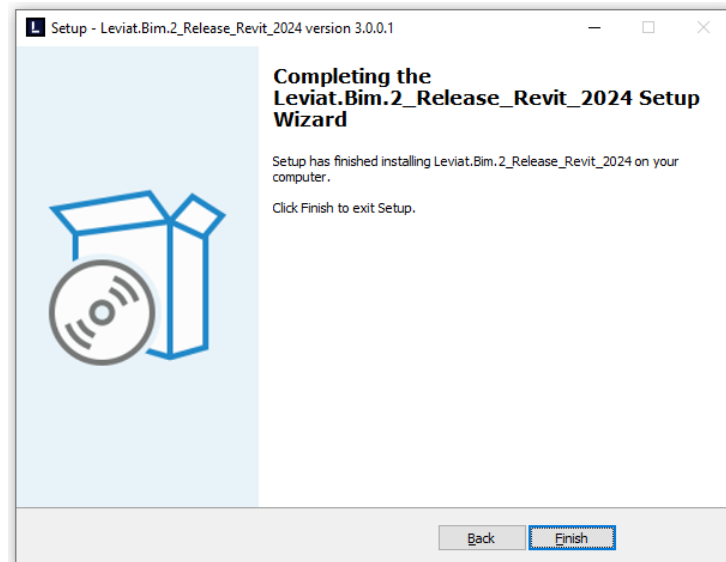 L Setup - Leviat.Bim.2_Release_Revit_2024 version 3.0.0.1
Completing the
Leviat.Bim.2_Release_Revit_2024 Setup
Wizard
Setup has finished installing Leviat.Bim.2_Release_Revit_2024 on your
computer.
Click Finish to exit Setup.
Back Finish